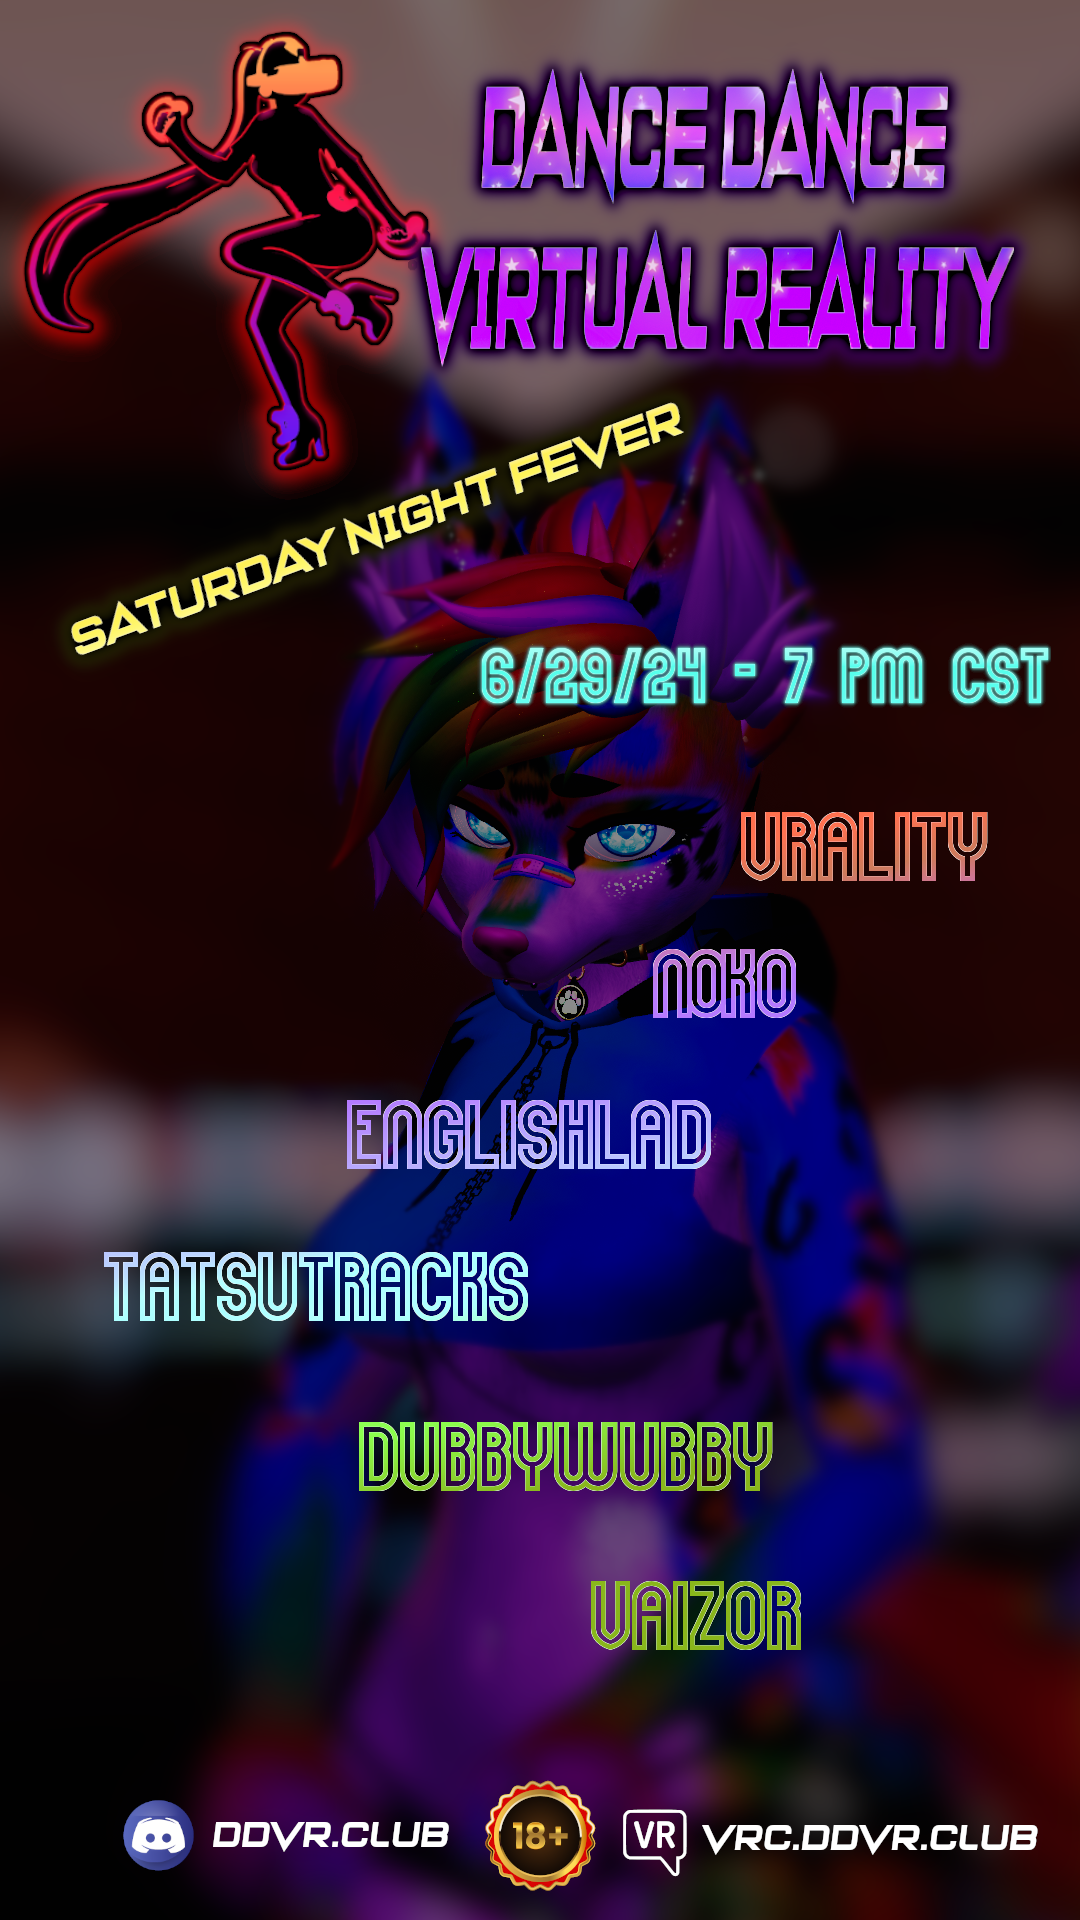 DANCE DANCE
VIRTUAL REALITY
SATURDAY NIGHT FEVER
6/29/24 - 7 PM CST
VRALITY
NOKO
ENGLISHLAD
TATSUTRACKS
DUBBYWUBBY
VAIZOR
DDVR.CLUB
18+
VR
VRC.DDVR.CLUB